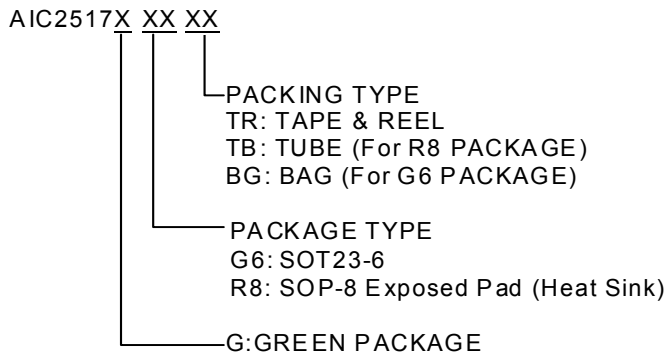 AIC2517X XX XX
PACKING TYPE
TR: TAPE & REEL
TB: TUBE (For R8 PACKAGE)
BG: BAG (For G6 PACKAGE)
PACKAGE TYPE
G6: SOT23-6
R8: SOP-8 Exposed Pad (Heat Sink)
G:GREEN PACKAGE